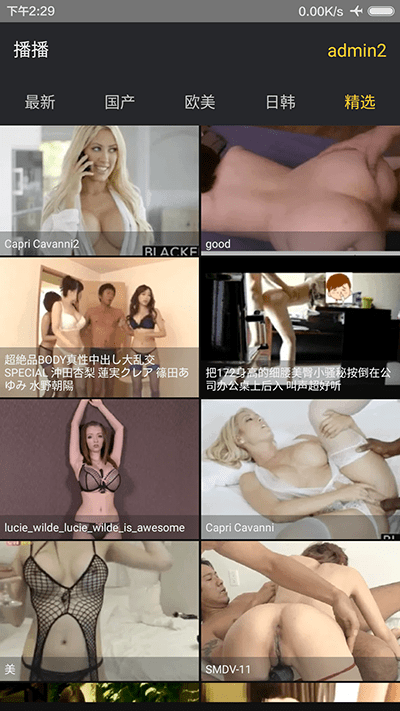 下午2:29
0.00K/s
播播
admin2
最新
国产
欧美
日韩
精选
Capri Cavanni2
BLACKE
good
超絶品BODY真性中出し大乱交
SPECIAL 沖田杏梨 蓮実クレア 篠田あ
ゆみ 水野朝陽
把172身高的细腰美臀小骚秘按倒在公
司办公桌上后入 叫声超好听
lucie_wilde_lucie_wilde_is_awesome
Capri Cavanni
美
SMDV-11